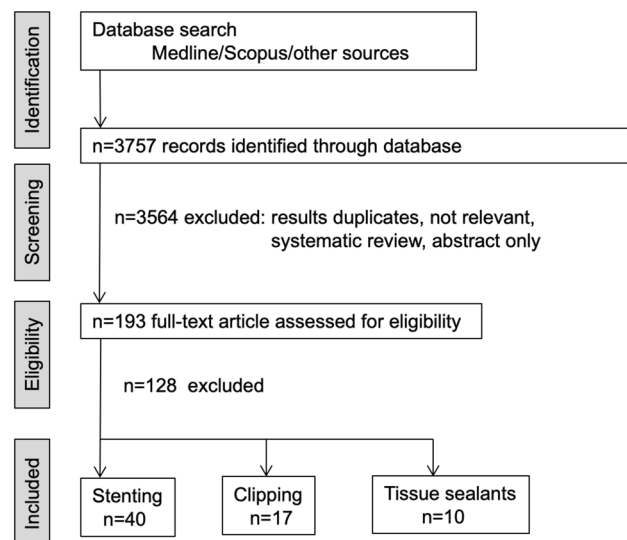 Identification
Database search
Medline/Scopus/other sources
n=3757 records identified through database
Screening
n=3564 excluded: results duplicates, not relevant,
systematic review, abstract only
Eligibility
n=193 full-text article assessed for eligibility
n=128 excluded
Included
Stenting
n=40
Clipping
n=17
Tissue sealants
n=10